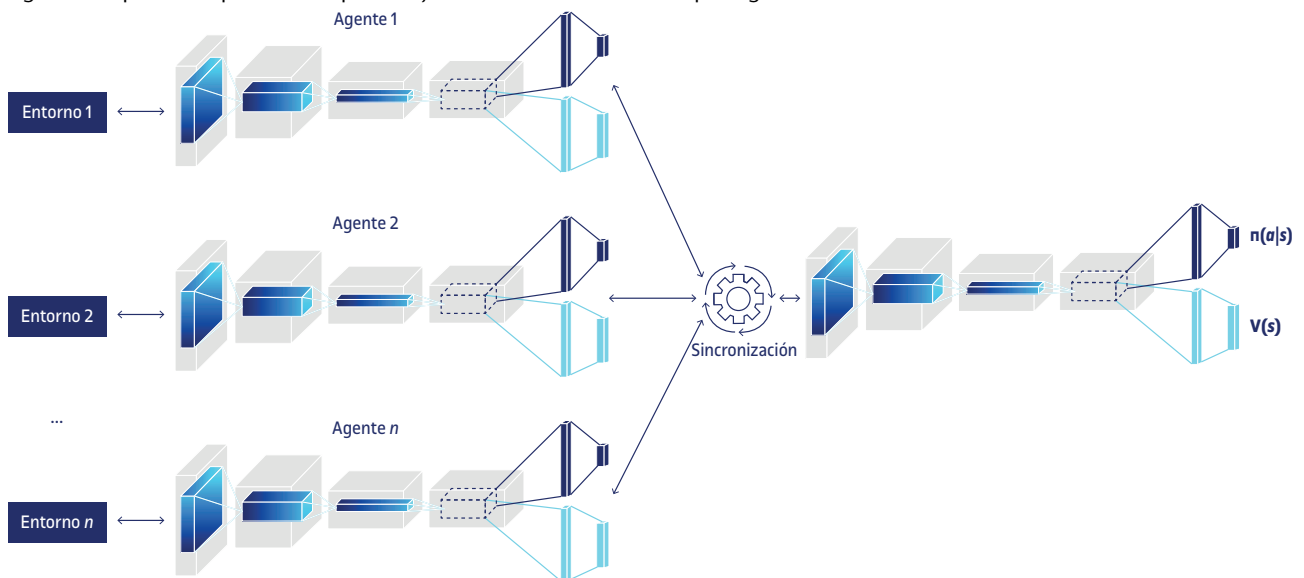 Agente 1
Entorno 1
Agente 2
π(a|s)
Entorno 2
V(s)
Sincronización
...
Agente n
Entorno n